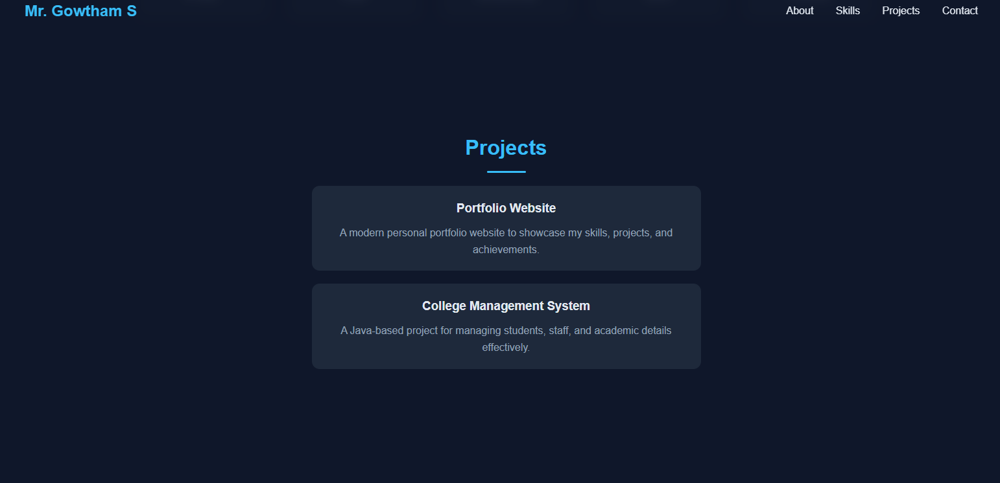 Mr. Gowtham S
About Skills Projects Contact
Projects
Portfolio Website
A modern personal portfolio website to showcase my skills, projects, and
achievements.
College Management System
A Java-based project for managing students, staff, and academic details
effectively.